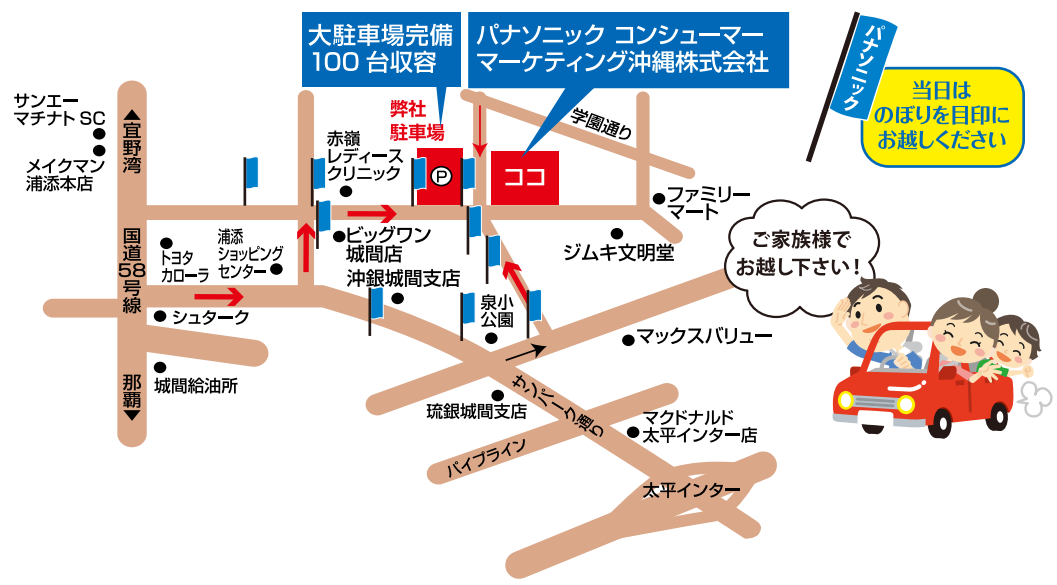 大駐車場完備
100台収容
パナソニック コンシューマー
マーケティング沖縄株式会社
パナソニック
当日は
のぼりを目印に
お越しください
サンエー
マチナト SC
メイクマン
浦添本店
▲宜野湾
国道58号線
那覇▼
弊社
駐車場
P
ココ
学園通り
赤嶺
レディース
クリニック
ファミリー
マート
ジムキ文明堂
ビッグワン
城間店
沖銀城間支店
トヨタ
カローラ
浦添
ショッピング
センター
シュターク
城間給油所
泉小
公園
マックスバリュー
琉銀城間支店
サンパーク通り
パイプライン
マクドナルド
太平インター店
太平インター
ご家族様で
お越し下さい！